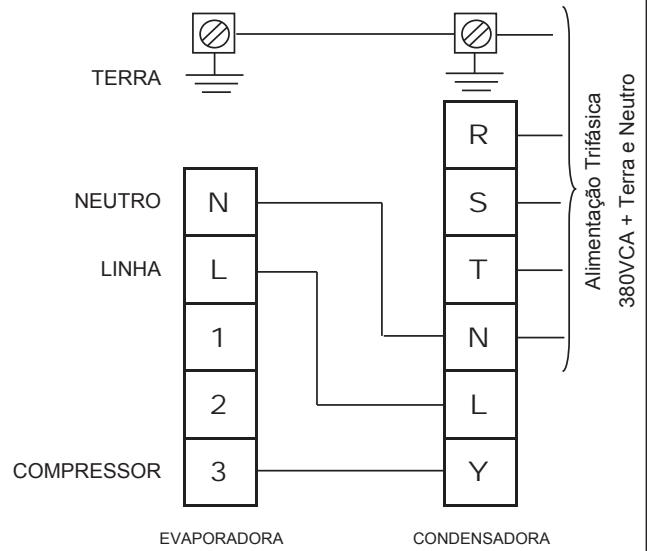 TERRA
R
NEUTRO N S
LINHA L T
1 N
2 L
COMPRESSOR 3 Y
EVAPORADORA CONDENSADORA
Alimentação Trifásica
380VCA + Terra e Neutro